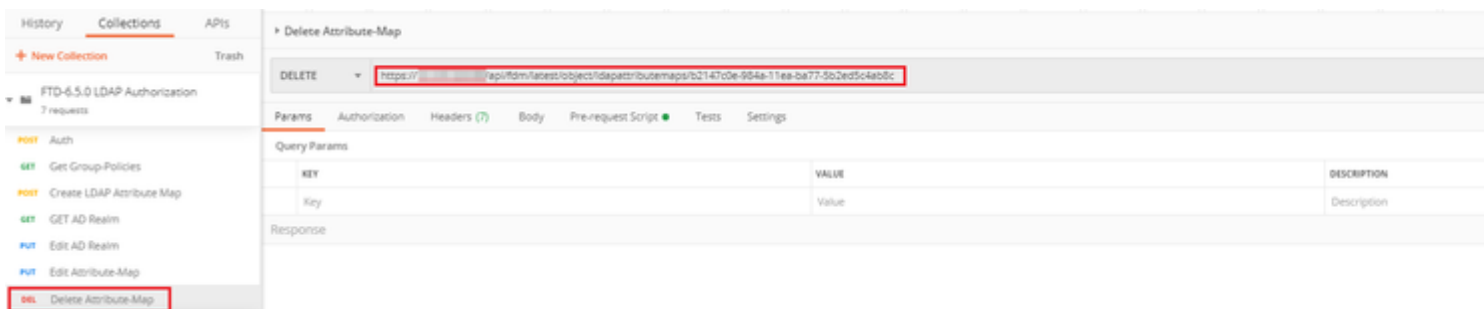 History Collections APIs
+ New Collection Trash
FTD-6.5.0 LDAP Authorization
7 requests
POST Auth
GET Get Group-Policies
POST Create LDAP Attribute Map
GET GET AD Realm
PUT Edit AD Realm
PUT Edit Attribute-Map
DEL Delete Attribute-Map
Delete Attribute-Map
DELETE https:// /api/fdm/latest/object/ldapattributemaps/b2147c0e-984a-11ea-ba77-5b2ed5c4ab8c
Params Authorization Headers (7) Body Pre-request Script Tests Settings
Query Params
KEY VALUE DESCRIPTION
Key Value Description
Response